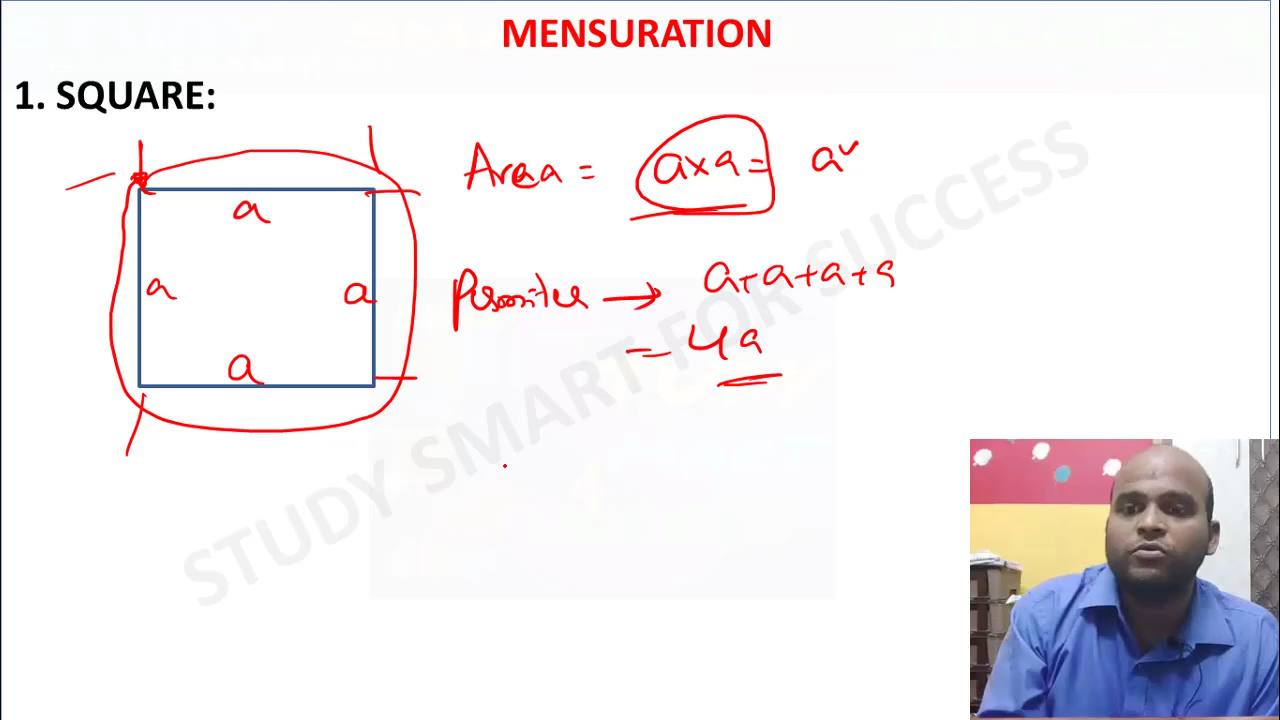 MENSURATION
1. SQUARE:
Area = a×a = a²
a
a
a
Perimeter → a+a+a+a
= 4a
a
STUDY SMART FOR SUCCESS